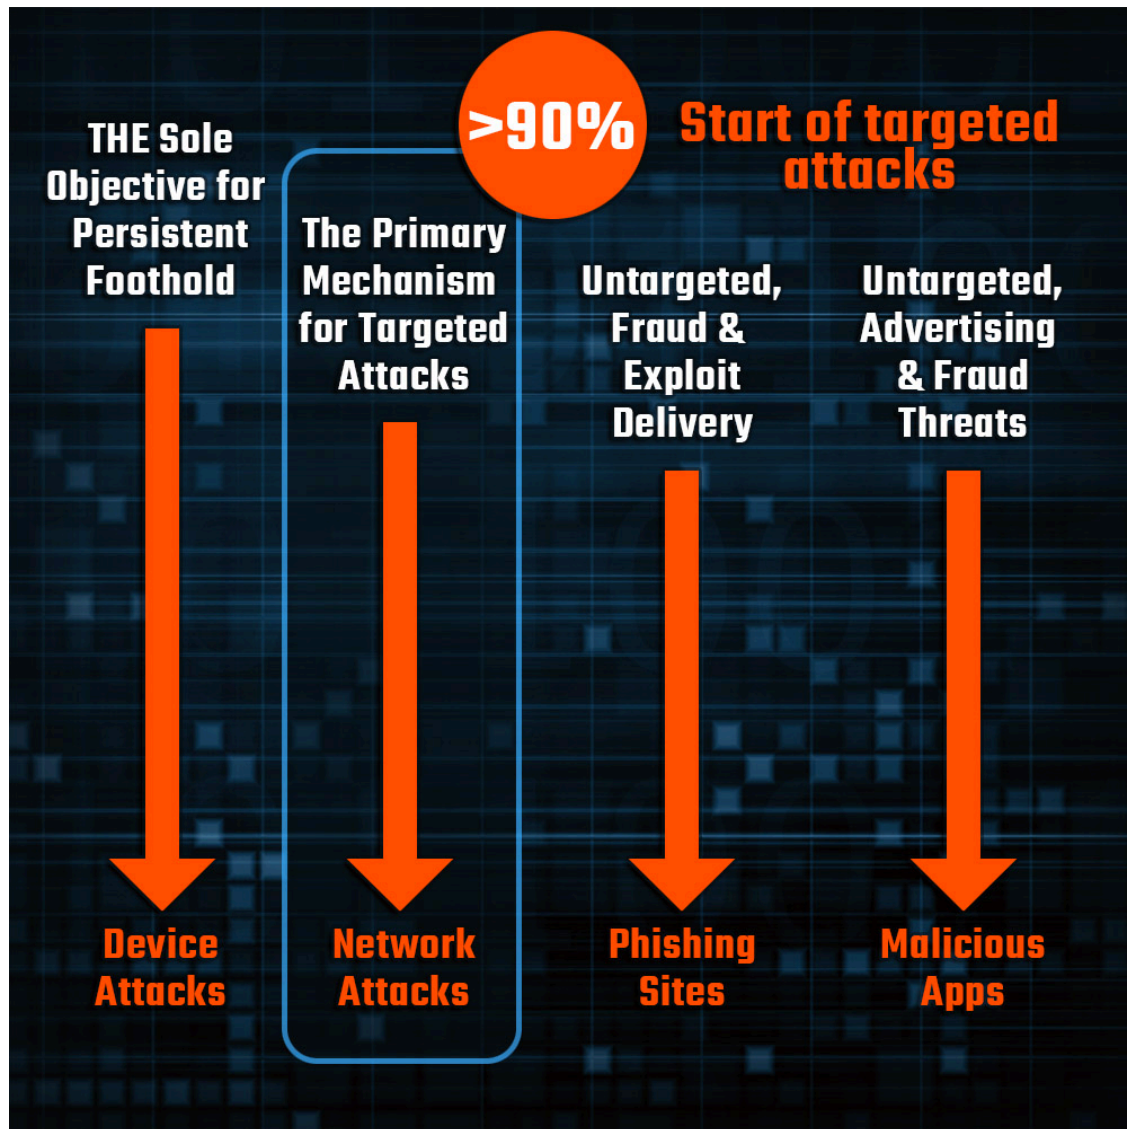 >90%
Start of targeted
attacks
THE Sole
Objective for
Persistent
Foothold
The Primary
Mechanism
for Targeted
Attacks
Untargeted,
Fraud &
Exploit
Delivery
Untargeted,
Advertising
& Fraud
Threats
Device
Attacks
Network
Attacks
Phishing
Sites
Malicious
Apps